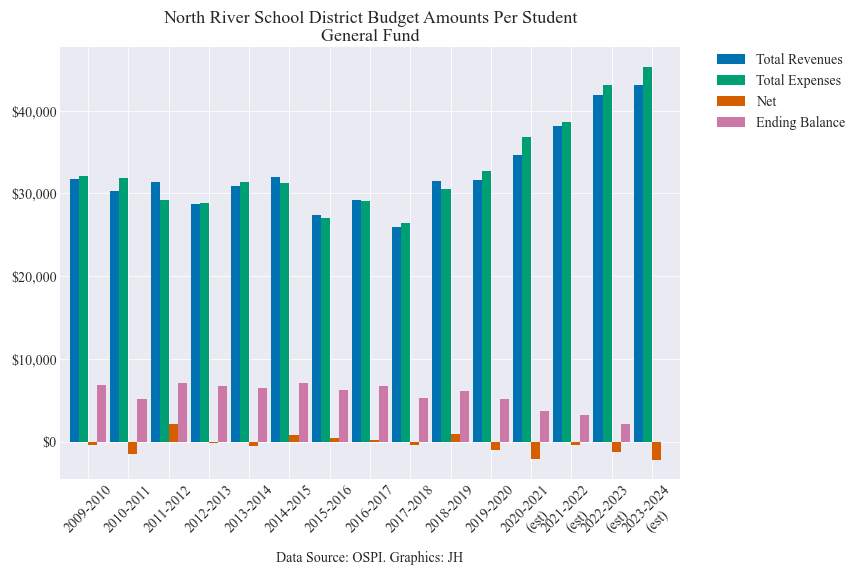 North River School District Budget Amounts Per Student
General Fund
Total Revenues
Total Expenses
Net
Ending Balance
$40,000
$30,000
$20,000
$10,000
$0
2009-2010
2010-2011
2011-2012
2012-2013
2013-2014
2014-2015
2015-2016
2016-2017
2017-2018
2018-2019
2019-2020
2020-2021
(est)
2021-2022
(est)
2022-2023
(est)
2023-2024
(est)
Data Source: OSPI. Graphics: JH